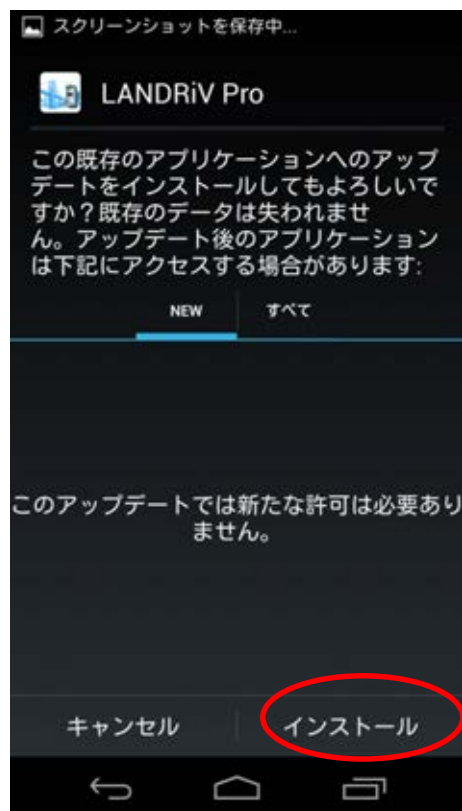 スクリーンショットを保存中...
LANDRiV Pro
この既存のアプリケーションへのアップ
デートをインストールしてもよろしいで
すか？既存のデータは失われませ
ん。アップデート後のアプリケーション
は下記にアクセスする場合があります:
NEW すべて
このアップデートでは新たな許可は必要あり
ません。
キャンセル インストール